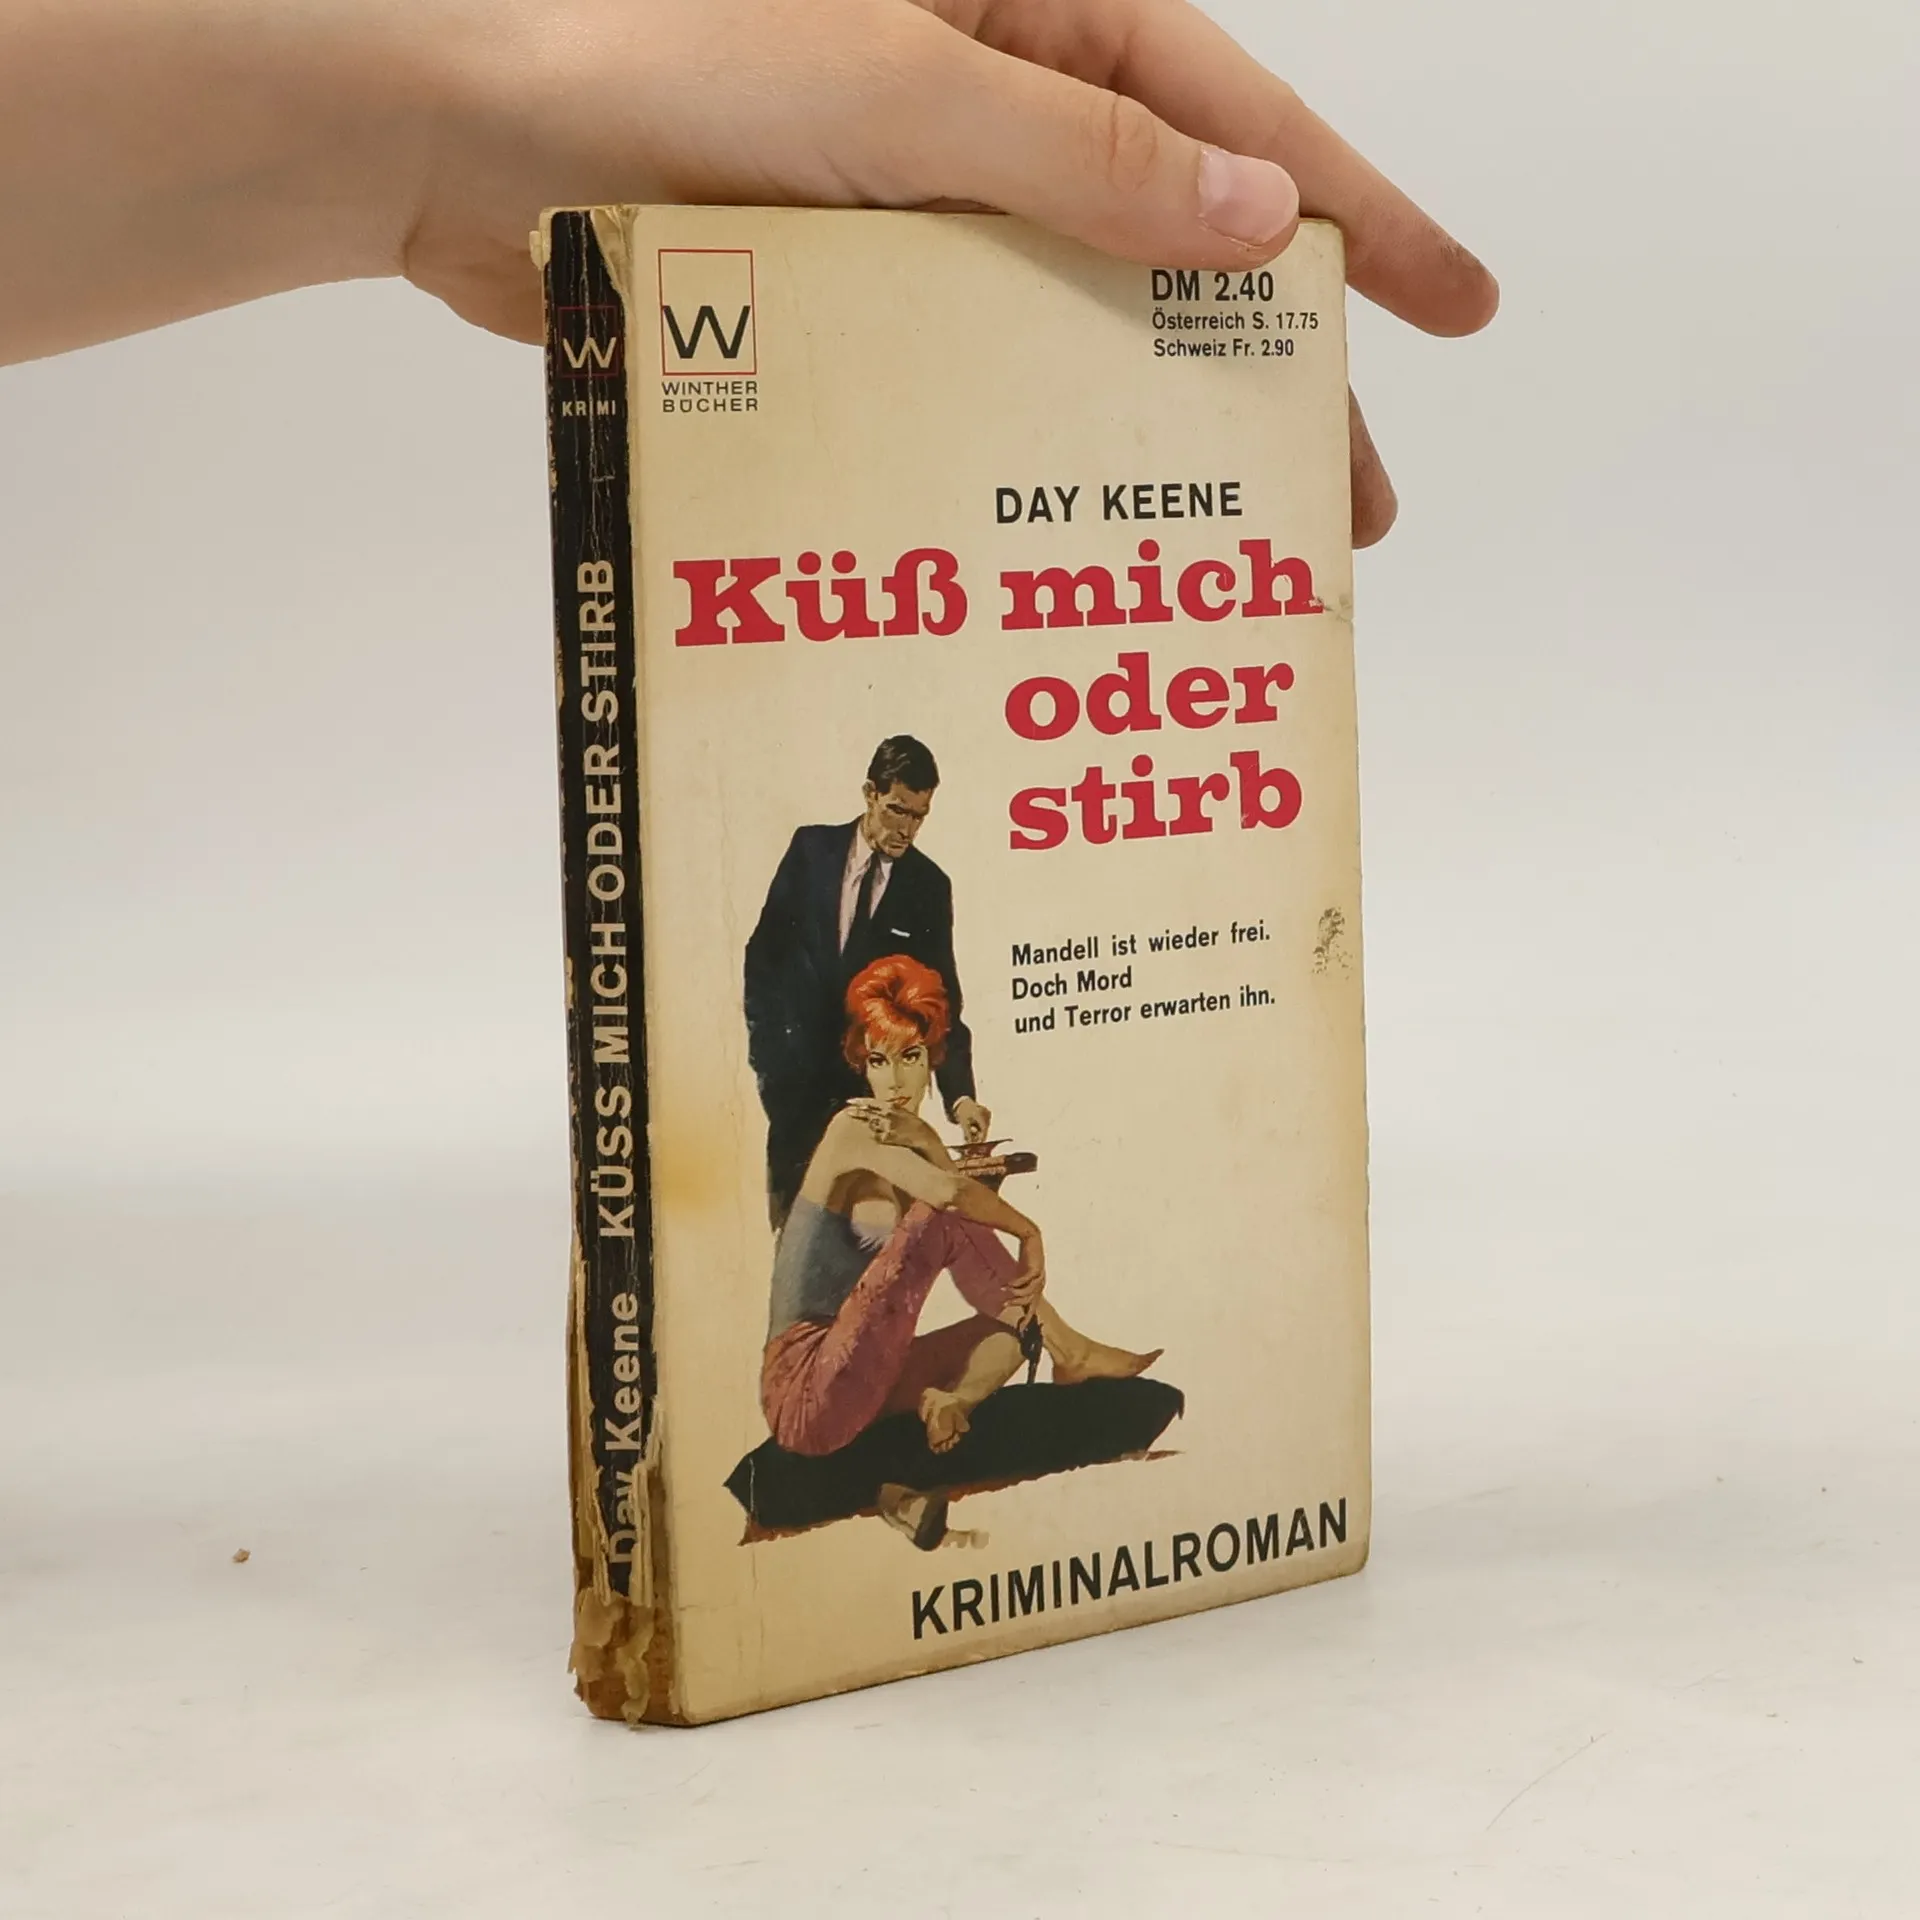 W
KRIMI
Day Keene KÜSS MICH ODER STIRB
W
WINTHER
BÜCHER
DM 2.40
Österreich S. 17.75
Schweiz Fr. 2.90
DAY KEENE
Küß mich
oder
stirb
Mandell ist wieder frei.
Doch Mord
und Terror erwarten ihn.
KRIMINALROMAN